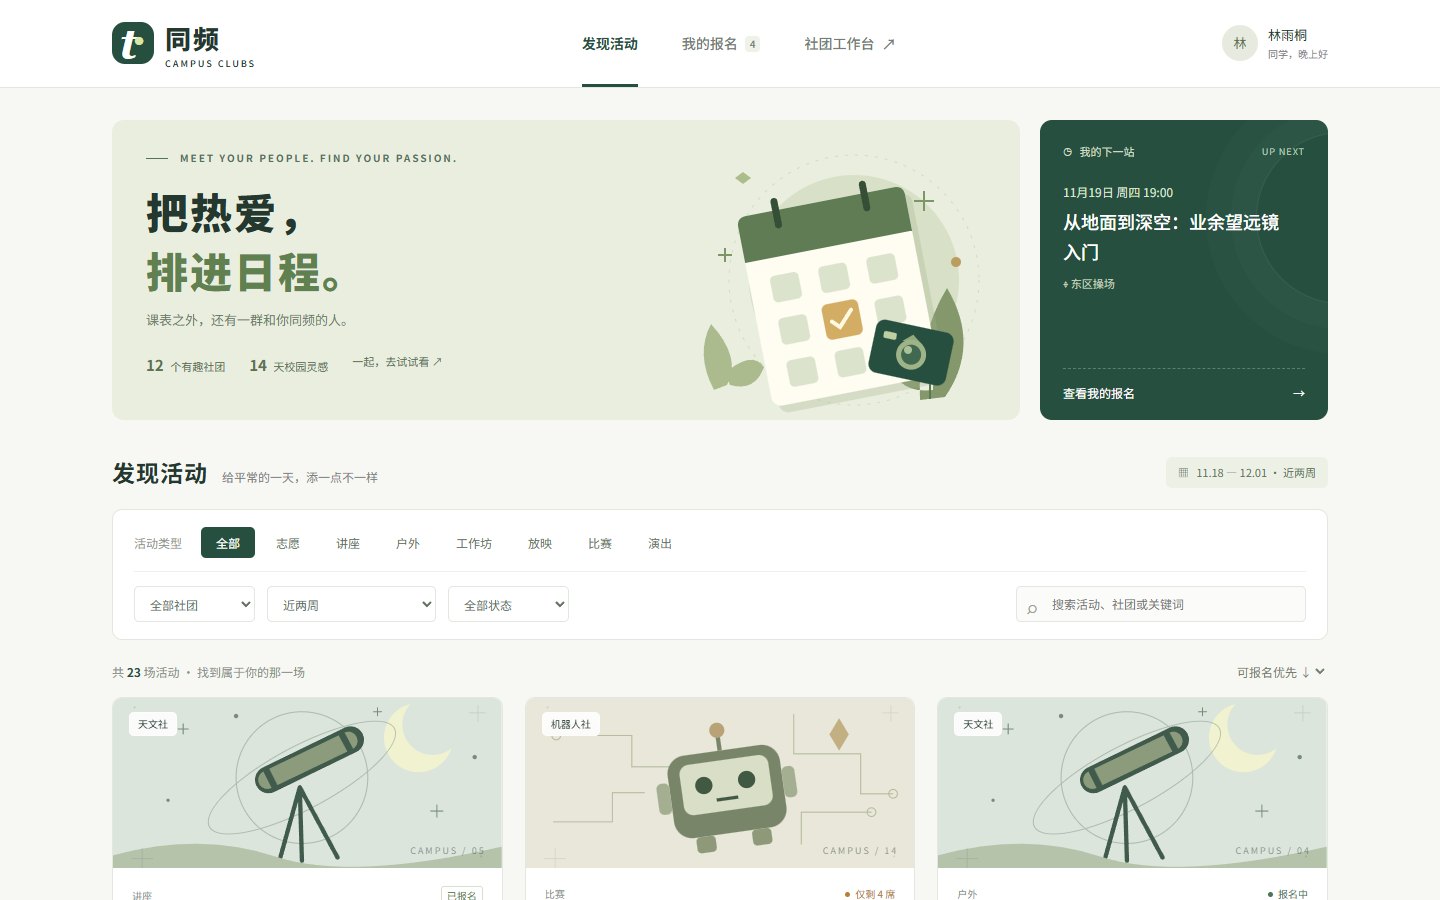 同频
CAMPUS CLUBS
发现活动
我的报名 4
社团工作台 ↗
林
林雨桐
同学，晚上好
MEET YOUR PEOPLE. FIND YOUR PASSION.
把热爱，
排进日程。
课表之外，还有一群和你同频的人。
12 个有趣社团
14 天校园灵感
一起，去试试看 ↗
我的下一站
UP NEXT
11月19日 周四 19:00
从地面到深空：业余望远镜
入门
东区操场
查看我的报名 →
发现活动
给平常的一天，添一点不一样
11.18 — 12.01 · 近两周
活动类型
全部
志愿
讲座
户外
工作坊
放映
比赛
演出
全部社团
近两周
全部状态
搜索活动、社团或关键词
共 23 场活动 · 找到属于你的那一场
可报名优先 ↓
天文社
CAMPUS / 05
机器人社
CAMPUS / 14
天文社
CAMPUS / 04
讲座
已报名
比赛
仅剩 4 席
户外
报名中